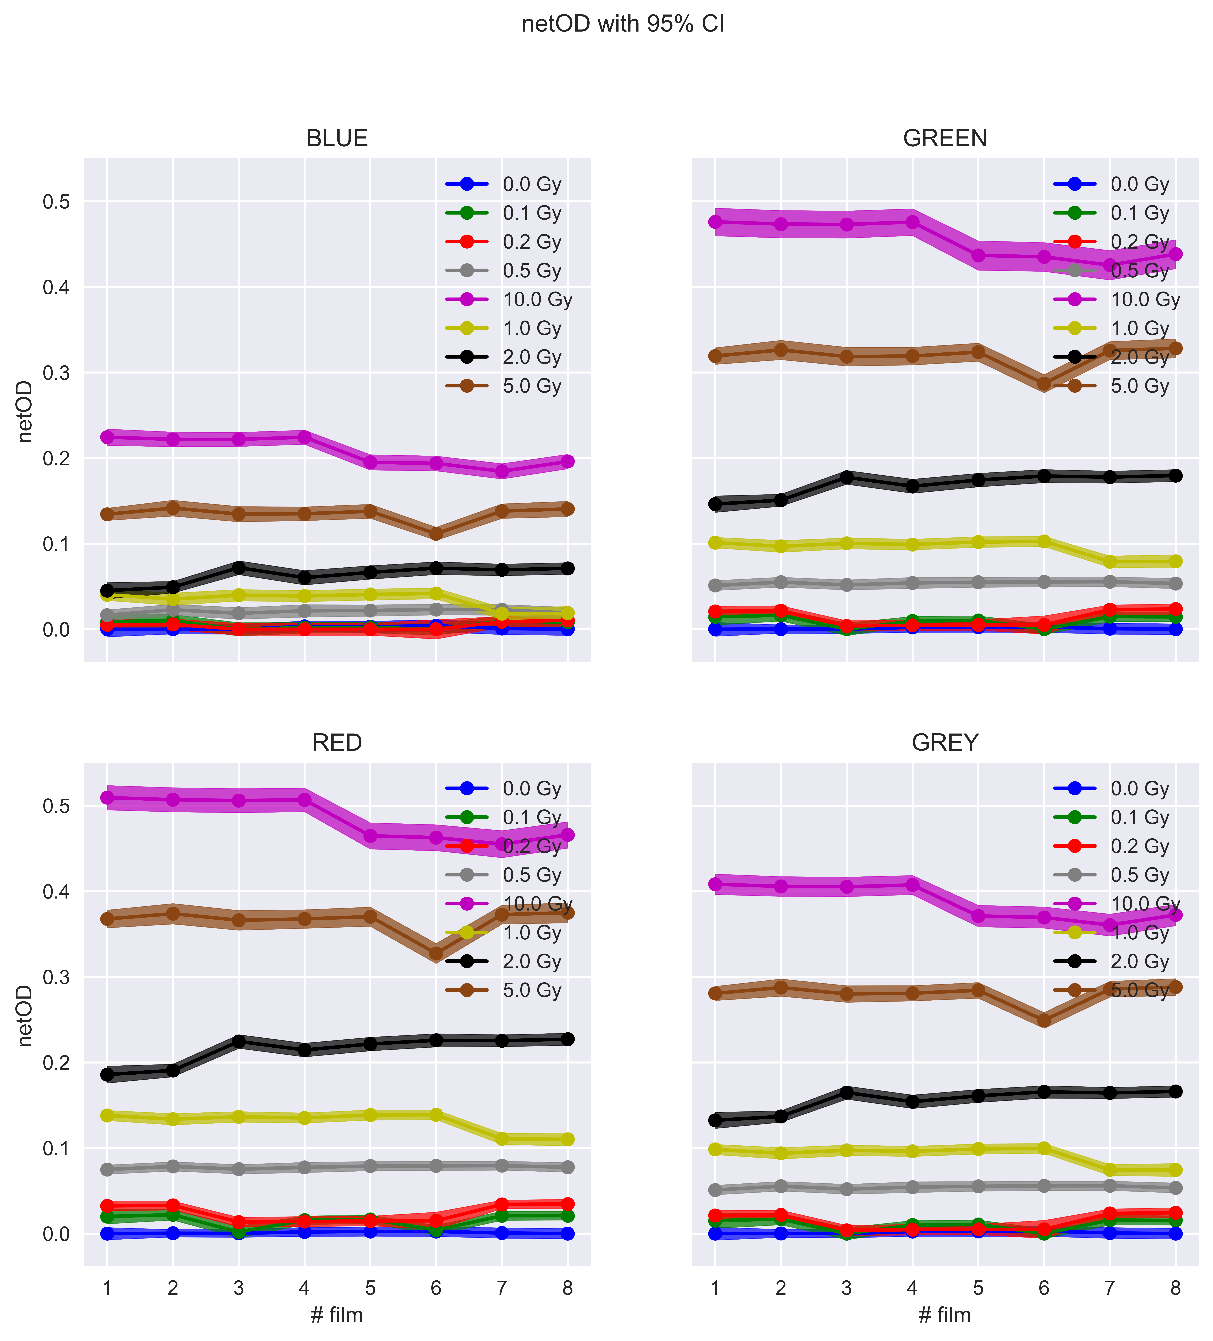 netOD with 95% CI
BLUE
netOD
0.5
0.4
0.3
0.2
0.1
0.0
0.0 Gy
0.1 Gy
0.2 Gy
0.5 Gy
10.0 Gy
1.0 Gy
2.0 Gy
5.0 Gy
GREEN
0.0 Gy
0.1 Gy
0.2 Gy
0.5 Gy
10.0 Gy
1.0 Gy
2.0 Gy
5.0 Gy
RED
netOD
0.5
0.4
0.3
0.2
0.1
0.0
0.0 Gy
0.1 Gy
0.2 Gy
0.5 Gy
10.0 Gy
1.0 Gy
2.0 Gy
5.0 Gy
1 2 3 4 5 6 7 8
# film
GREY
0.0 Gy
0.1 Gy
0.2 Gy
0.5 Gy
10.0 Gy
1.0 Gy
2.0 Gy
5.0 Gy
1 2 3 4 5 6 7 8
# film